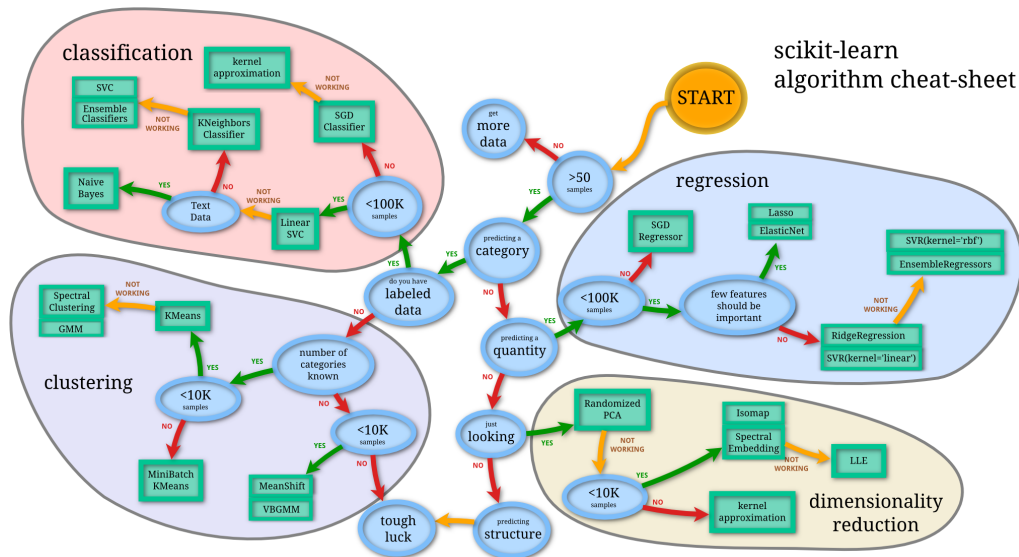 scikit-learn
algorithm cheat-sheet
START
get
more
data
NO
>50
samples
YES
predicting a
category
YES
NO
do you have
labeled
data
YES
NO
predicting a
quantity
YES
NO
just
looking
YES
NO
predicting
structure
tough
luck
classification
kernel
approximation
NOT
WORKING
SVC
Ensemble
Classifiers
NOT
WORKING
KNeighbors
Classifier
SGD
Classifier
NO
Naive
Bayes
YES
NO
Text
Data
NOT
WORKING
Linear
SVC
YES
<100K
samples
regression
SGD
Regressor
Lasso
ElasticNet
SVR(kernel='rbf')
EnsembleRegressors
NO
YES
<100K
samples
YES
few features
should be
important
NOT
WORKING
NO
RidgeRegression
SVR(kernel='linear')
clustering
Spectral
Clustering
GMM
NOT
WORKING
KMeans
YES
YES
number of
categories
known
<10K
samples
NO
NO
<10K
samples
YES
NO
MiniBatch
KMeans
MeanShift
VBGMM
dimensionality
reduction
Randomized
PCA
NOT
WORKING
Isomap
Spectral
Embedding
NOT
WORKING
LLE
YES
<10K
samples
NO
kernel
approximation